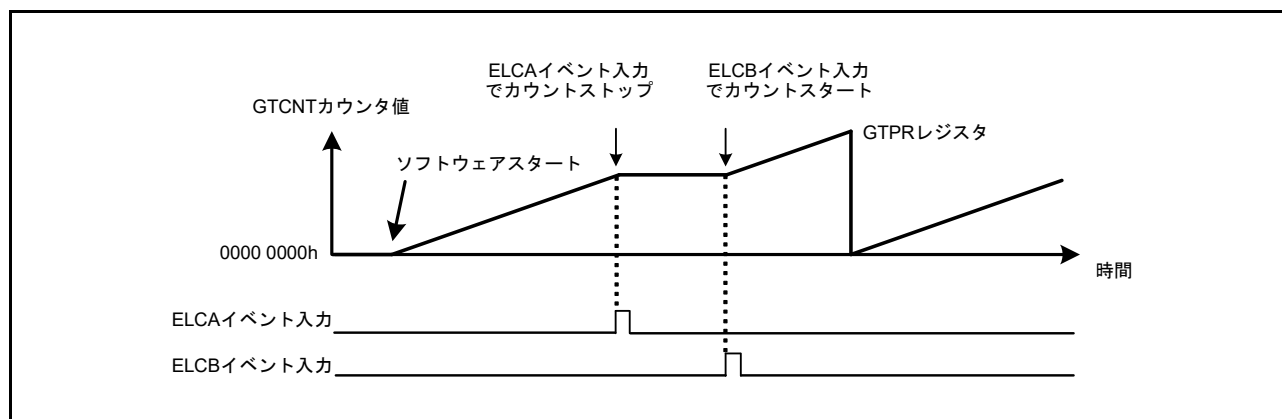 ELCAイベント入力
でカウントストップ
ELCBイベント入力
でカウントスタート
GTCNTカウンタ値
GTPRレジスタ
ソフトウェアスタート
0000 0000h
時間
ELCAイベント入力
ELCBイベント入力